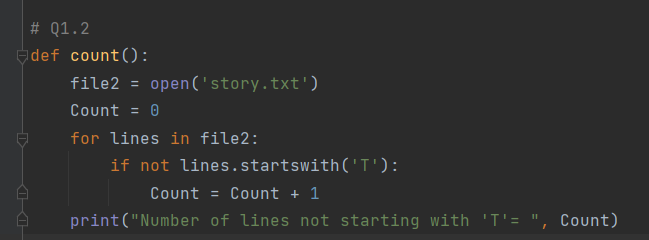 # Q1.2
def count():
    file2 = open('story.txt')
    Count = 0
    for lines in file2:
        if not lines.startswith('T'):
            Count = Count + 1
    print("Number of lines not starting with 'T'= ", Count)